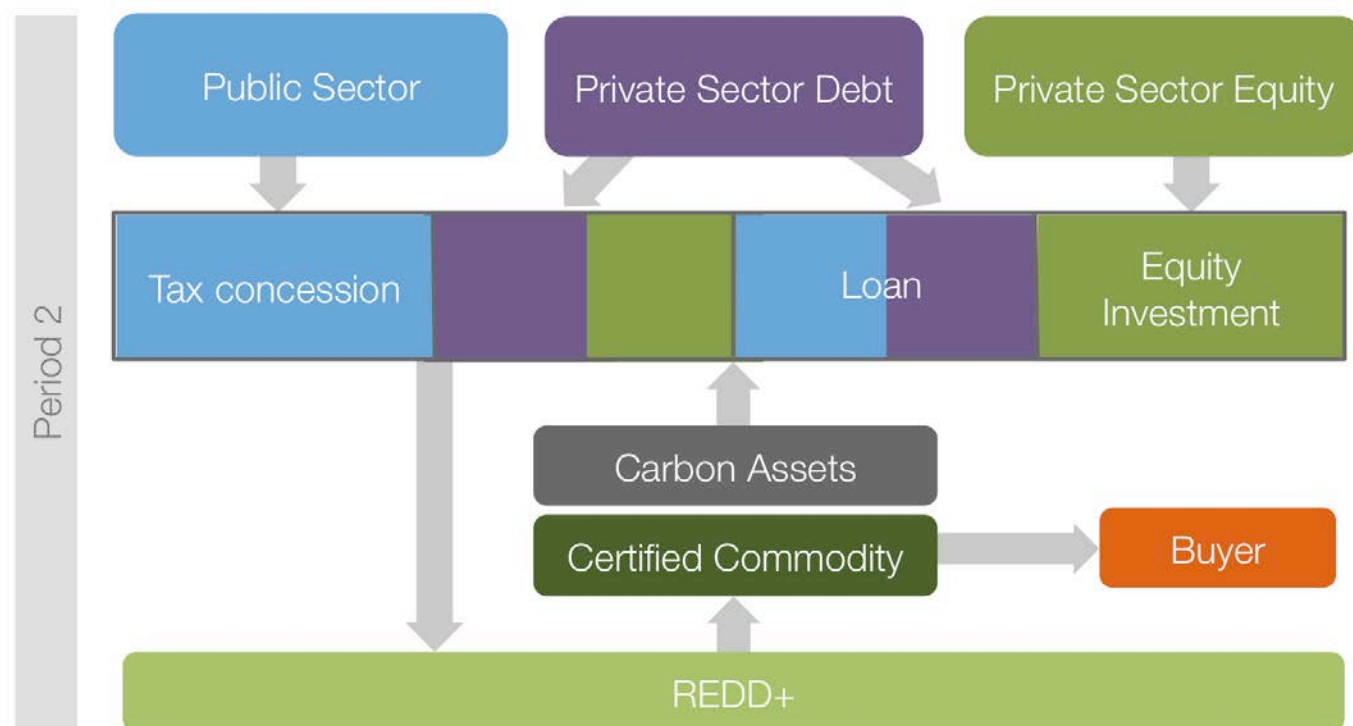 Period 2
Public Sector
Private Sector Debt
Private Sector Equity
Tax concession
Loan
Equity
Investment
Carbon Assets
Certified Commodity
Buyer
REDD+